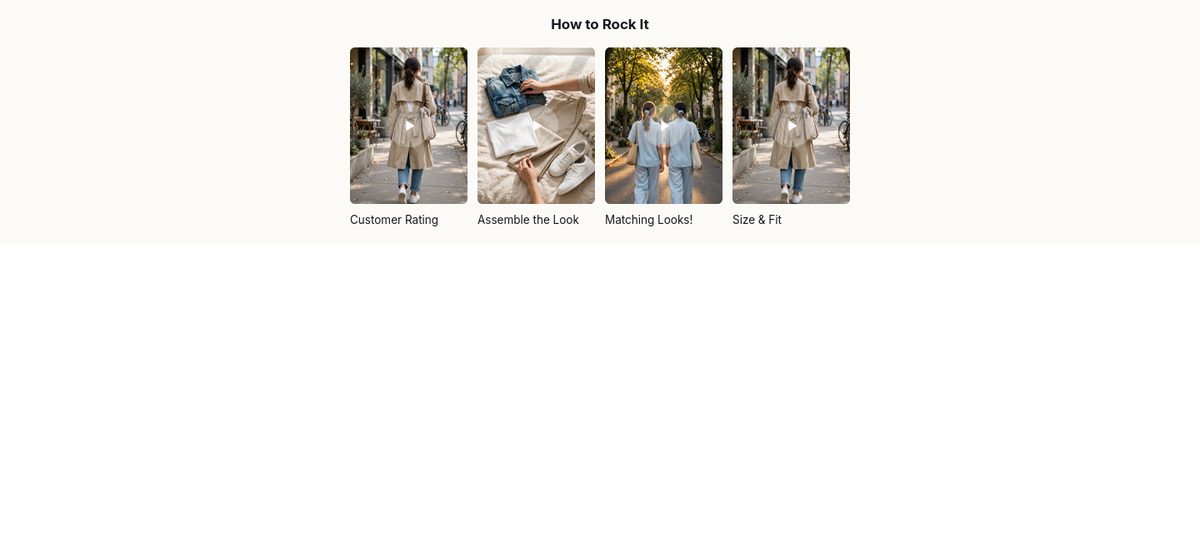 How to Rock It
Customer Rating
Assemble the Look
Matching Looks!
Size & Fit